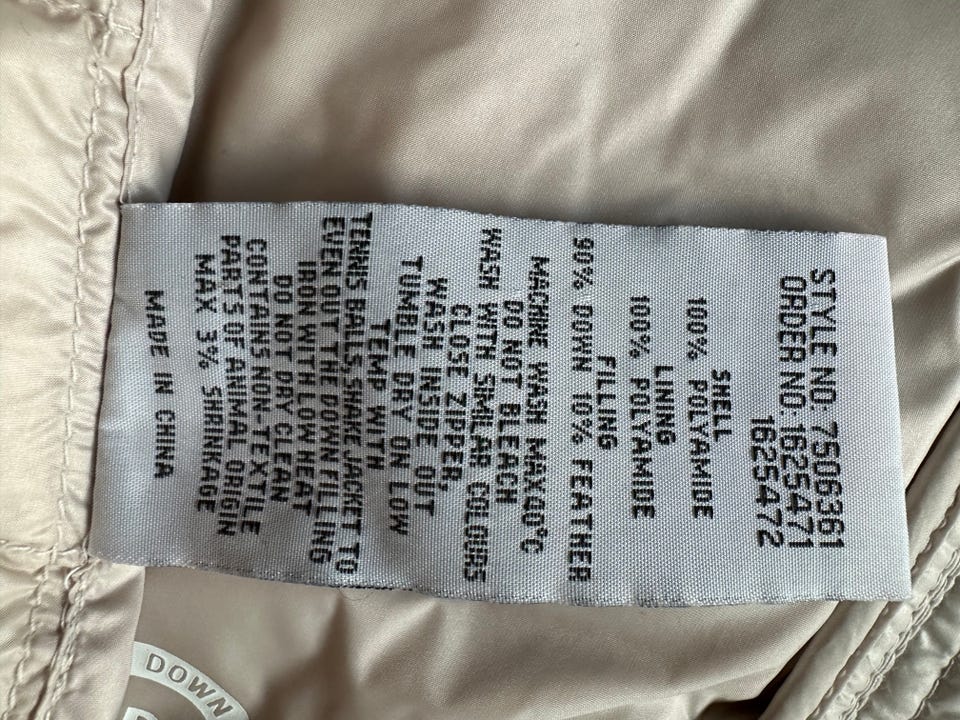 STYLE NO: 7506361
ORDER NO: 1625471
1625472
SHELL
100% POLYAMIDE
LINING
100% POLYAMIDE
FILLING
90% DOWN 10% FEATHER
MACHINE WASH MAX40°C
DO NOT BLEACH
WASH WITH SIMILAR COLOURS
CLOSE ZIPPER,
WASH INSIDE OUT
TUMBLE DRY ON LOW
TEMP WITH
TENNIS BALLS,SHAKE JACKET TO
EVEN OUT THE DOWN FILLING
IRON WITH LOW HEAT
DO NOT DRY CLEAN
CONTAINS NON-TEXTILE
PARTS OF ANIMAL ORIGIN
MAX 3% SHRINKAGE
MADE IN CHINA
DOWN